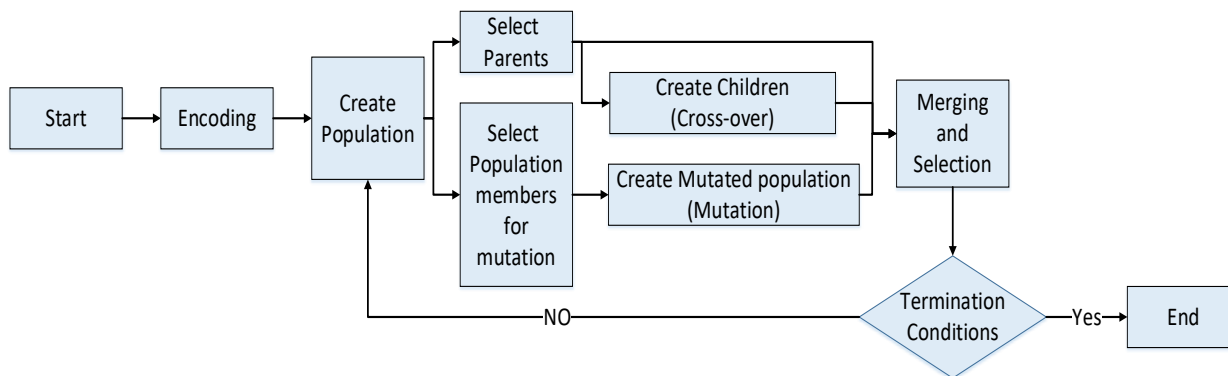 Start
Encoding
Create
Population
Select
Parents
Create Children
(Cross-over)
Select
Population
members
for
mutation
Create Mutated population
(Mutation)
Merging
and
Selection
Termination
Conditions
NO
Yes
End